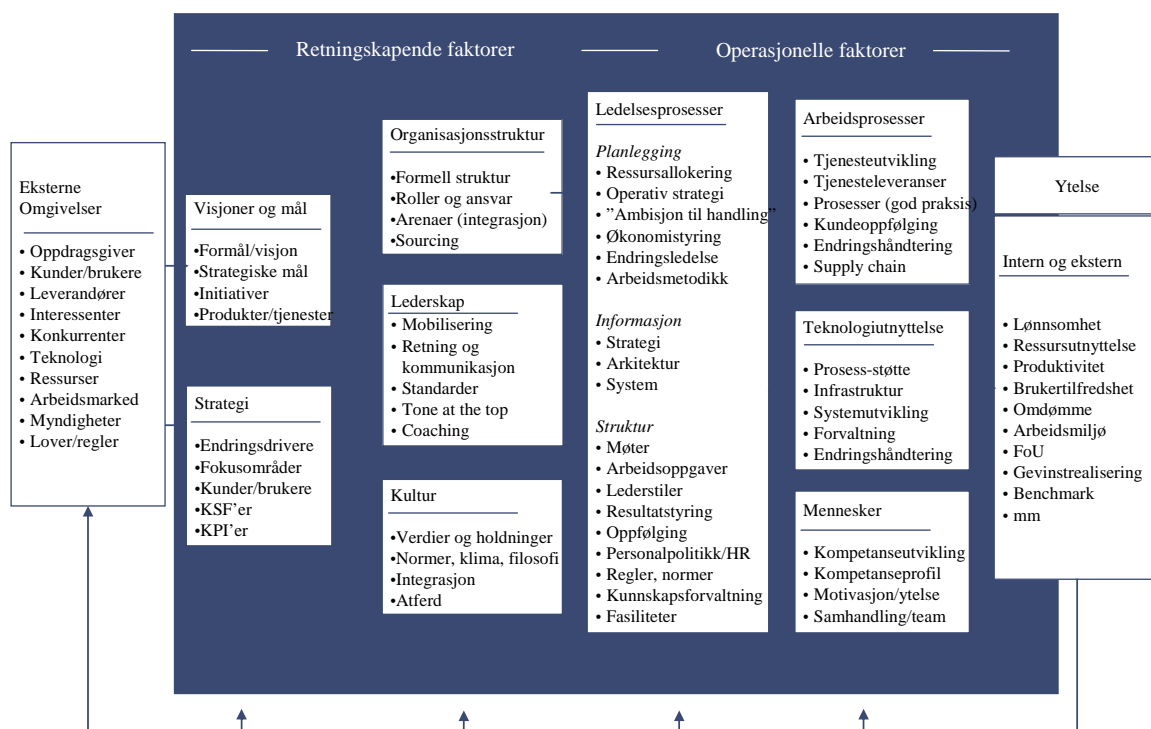 Retningskapende faktorer
Operasjonelle faktorer
Eksterne
Omgivelser
• Oppdragsgiver
• Kunder/brukere
• Leverandører
• Interessenter
• Konkurrenter
• Teknologi
• Ressurser
• Arbeidsmarked
• Myndigheter
• Lover/regler
Visjoner og mål
•Formål/visjon
•Strategiske mål
•Initiativer
•Produkter/tjenester
Strategi
•Endringsdrivere
•Fokusområder
•Kunder/brukere
•KSF’er
•KPI’er
Organisasjonsstruktur
•Formell struktur
•Roller og ansvar
•Arenaer (integrasjon)
•Sourcing
Lederskap
• Mobilisering
• Retning og
kommunikasjon
• Standarder
• Tone at the top
• Coaching
Kultur
•Verdier og holdninger
•Normer, klima, filosofi
•Integrasjon
•Atferd
Ledelsesprosesser
Planlegging
• Ressursallokering
• Operativ strategi
• ”Ambisjon til handling”
• Økonomistyring
• Endringsledelse
• Arbeidsmetodikk
Informasjon
• Strategi
• Arkitektur
• System
Struktur
• Møter
• Arbeidsoppgaver
• Lederstiler
• Resultatstyring
• Oppfølging
• Personalpolitikk/HR
• Regler, normer
• Kunnskapsforvaltning
• Fasiliteter
Arbeidsprosesser
• Tjenesteutvikling
• Tjenesteleveranser
• Prosesser (god praksis)
• Kundeoppfølging
• Endringshåndtering
• Supply chain
Teknologiutnyttelse
• Prosess-støtte
• Infrastruktur
• Systemutvikling
• Forvaltning
• Endringshåndtering
Mennesker
• Kompetanseutvikling
• Kompetanseprofil
• Motivasjon/ytelse
• Samhandling/team
Ytelse
Intern og ekstern
• Lønnsomhet
• Ressursutnyttelse
• Produktivitet
• Brukertilfredshet
• Omdømme
• Arbeidsmiljø
• FoU
• Gevinstrealisering
• Benchmark
• mm